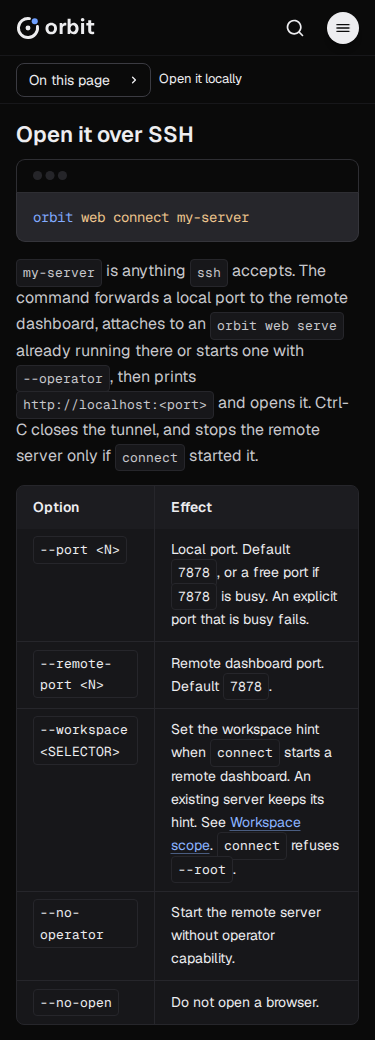 orbit
On this page
Open it locally
Open it over SSH
orbit web connect my-server
my-server is anything ssh accepts. The
command forwards a local port to the remote
dashboard, attaches to an orbit web serve
already running there or starts one with
--operator, then prints
http://localhost:<port> and opens it. Ctrl-
C closes the tunnel, and stops the remote
server only if connect started it.
Option Effect
--port <N>
Local port. Default
7878, or a free port if
7878 is busy. An explicit
port that is busy fails.
--remote-
port <N>
Remote dashboard port.
Default 7878.
--workspace
<SELECTOR>
Set the workspace hint
when connect starts a
remote dashboard. An
existing server keeps its
hint. See Workspace
scope. connect refuses
--root.
--no-
operator
Start the remote server
without operator
capability.
--no-open
Do not open a browser.